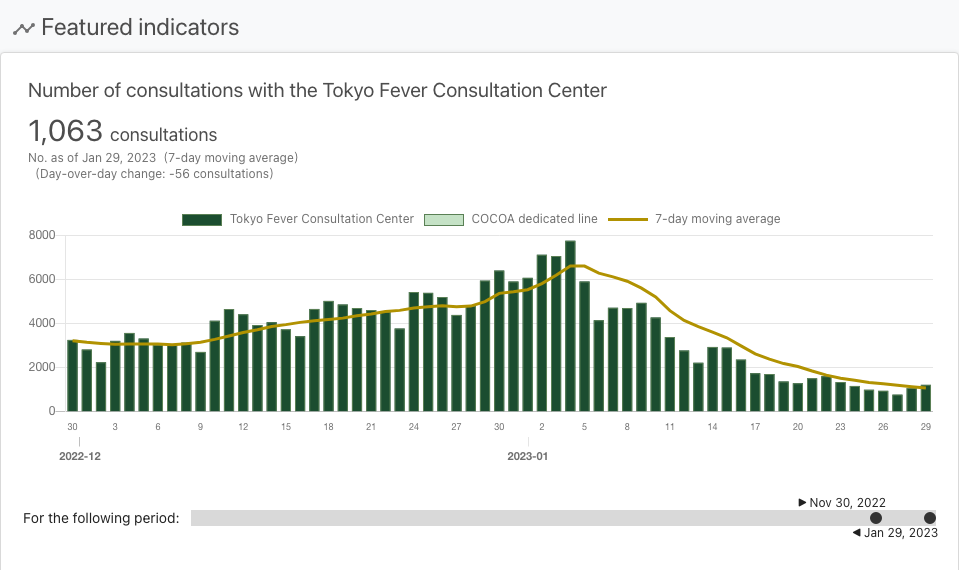 Featured indicators
Number of consultations with the Tokyo Fever Consultation Center
1,063 consultations
No. as of Jan 29, 2023 (7-day moving average)
(Day-over-day change: -56 consultations)
Tokyo Fever Consultation Center COCOA dedicated line 7-day moving average
8000
6000
4000
2000
0
30 3 6 9 12 15 18 21 24 27 30 2 5 8 11 14 17 20 23 26 29
2022-12 2023-01
▶ Nov 30, 2022
For the following period:
◀ Jan 29, 2023